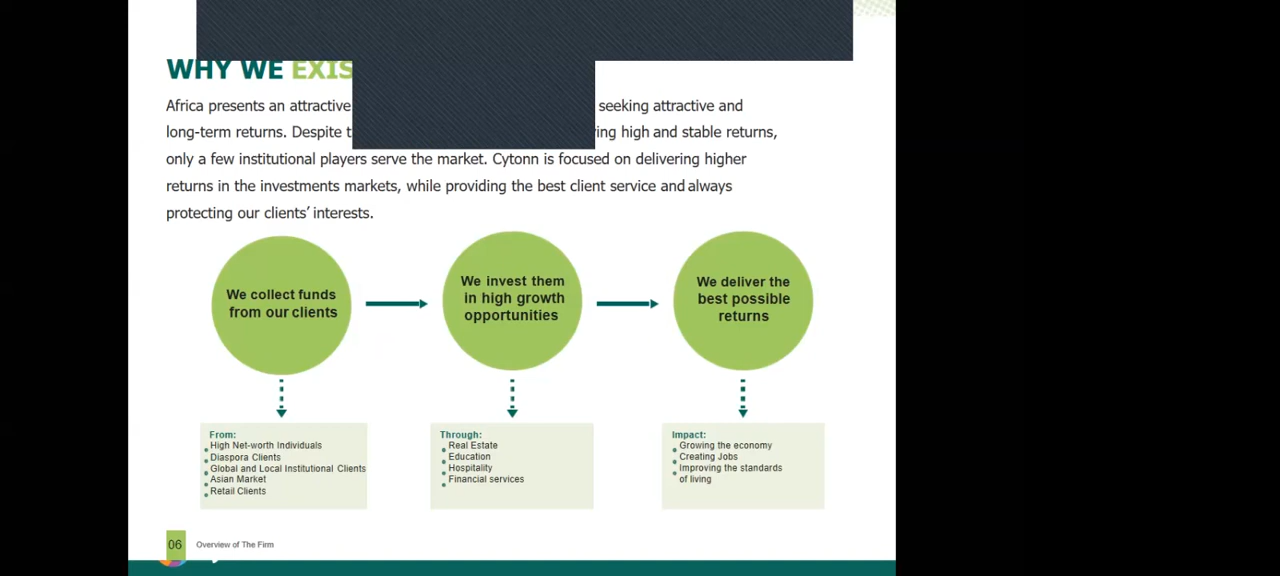 WHY WE EXIS
Africa presents an attractive seeking attractive and
long-term returns. Despite t ing high and stable returns,
only a few institutional players serve the market. Cytonn is focused on delivering higher
returns in the investments markets, while providing the best client service and always
protecting our clients' interests.
We collect funds
from our clients
We invest them
in high growth
opportunities
We deliver the
best possible
returns
From:
High Net-worth Individuals
Diaspora Clients
Global and Local Institutional Clients
Asian Market
Retail Clients
Through:
Real Estate
Education
Hospitality
Financial services
Impact:
Growing the economy
Creating Jobs
Improving the standards
of living
06 Overview of The Firm